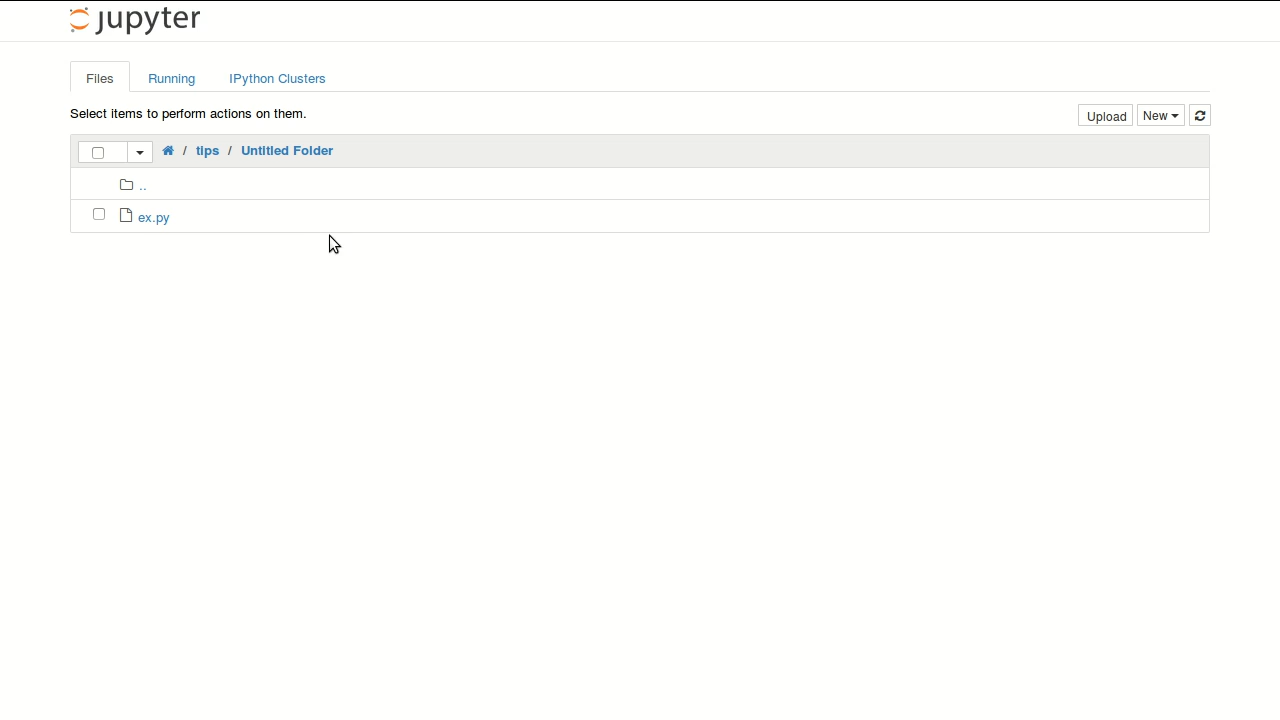 jupyter
Files Running IPython Clusters
Select items to perform actions on them.
Upload New
/ tips / Untitled Folder
..
ex.py